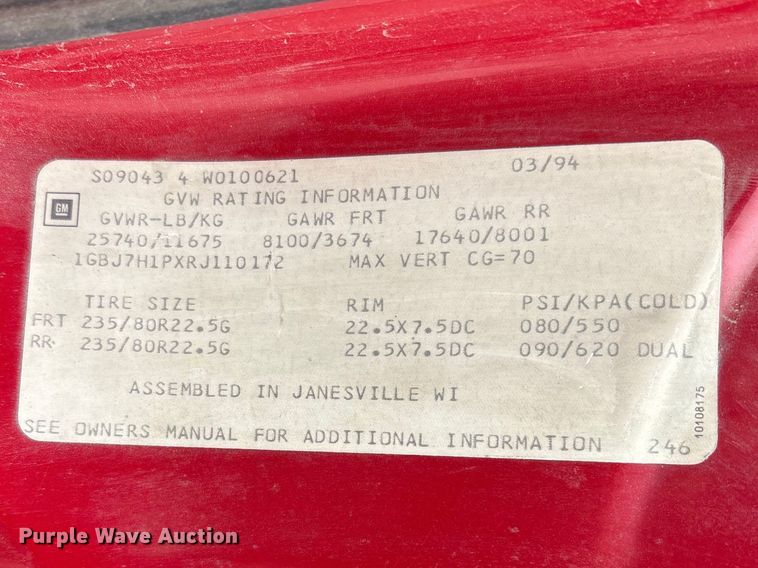 S09043 4 W0100621 03/94
GVW RATING INFORMATION
GM
GVWR-LB/KG GAWR FRT GAWR RR
25740/11675 8100/3674 17640/8001
1GBJ7H1PXRJ110172 MAX VERT CG=70
TIRE SIZE RIM PSI/KPA(COLD)
FRT 235/80R22.5G 22.5X7.5DC 080/550
RR 235/80R22.5G 22.5X7.5DC 090/620 DUAL
ASSEMBLED IN JANESVILLE WI
SEE OWNERS MANUAL FOR ADDITIONAL INFORMATION 246
10108175
Purple Wave Auction